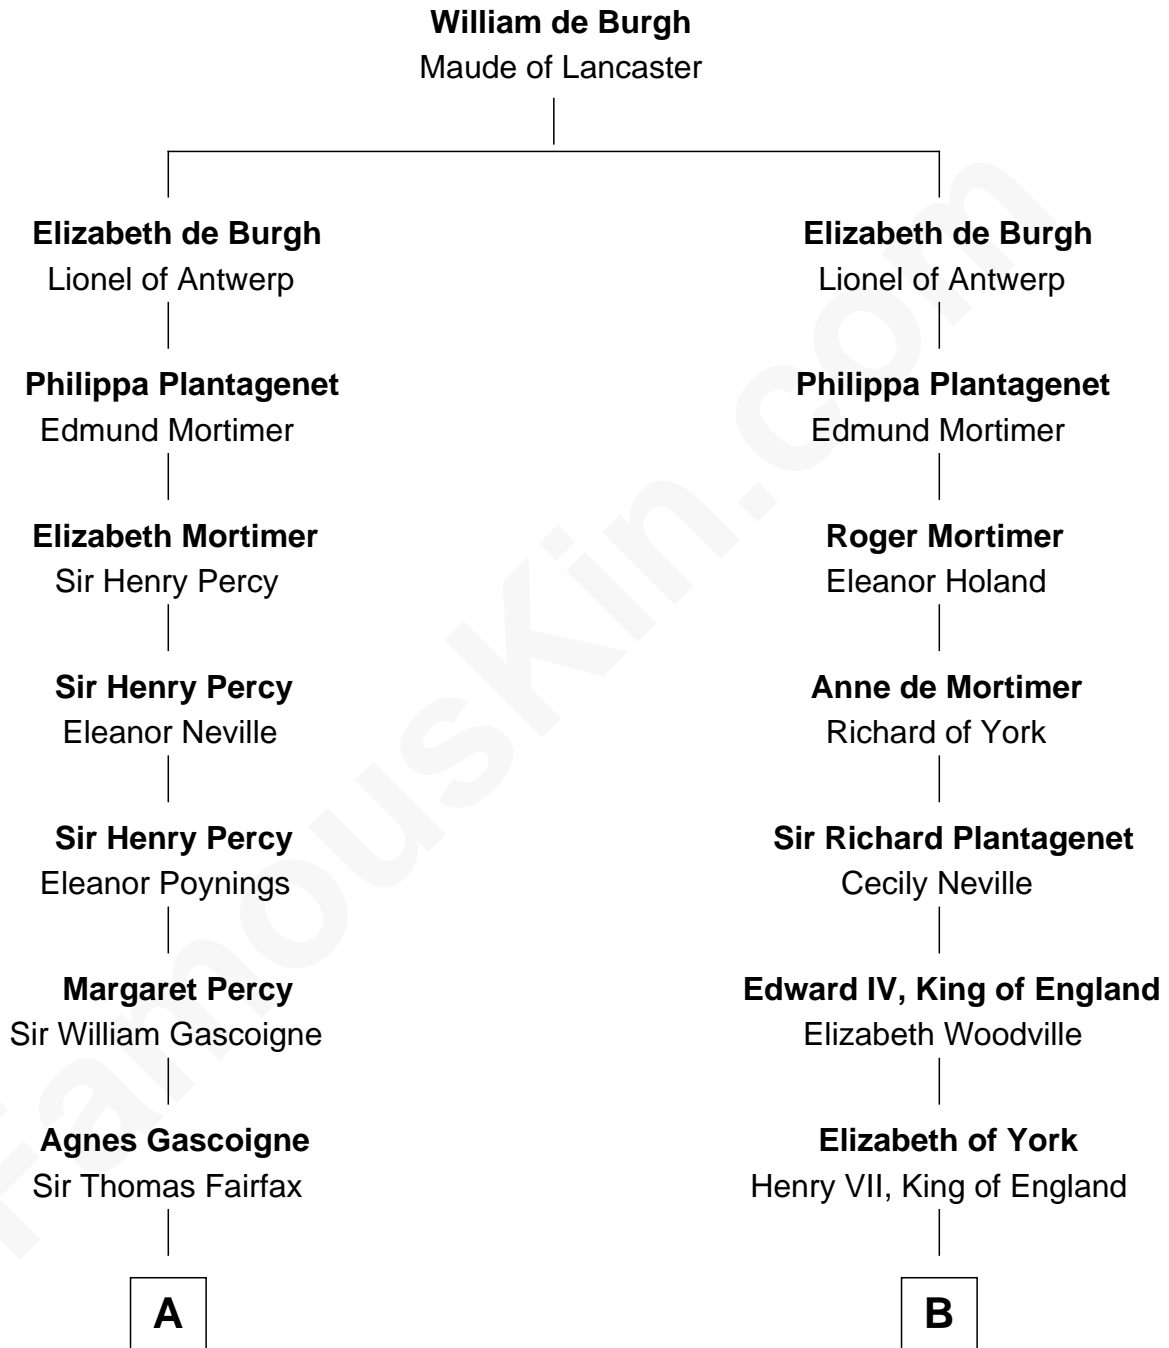 William de Burgh
Maude of Lancaster
Elizabeth de Burgh
Lionel of Antwerp
Philippa Plantagenet
Edmund Mortimer
Elizabeth Mortimer
Sir Henry Percy
Sir Henry Percy
Eleanor Neville
Sir Henry Percy
Eleanor Poynings
Margaret Percy
Sir William Gascoigne
Agnes Gascoigne
Sir Thomas Fairfax
A
Elizabeth de Burgh
Lionel of Antwerp
Philippa Plantagenet
Edmund Mortimer
Roger Mortimer
Eleanor Holand
Anne de Mortimer
Richard of York
Sir Richard Plantagenet
Cecily Neville
Edward IV, King of England
Elizabeth Woodville
Elizabeth of York
Henry VII, King of England
B
FamousKin.com